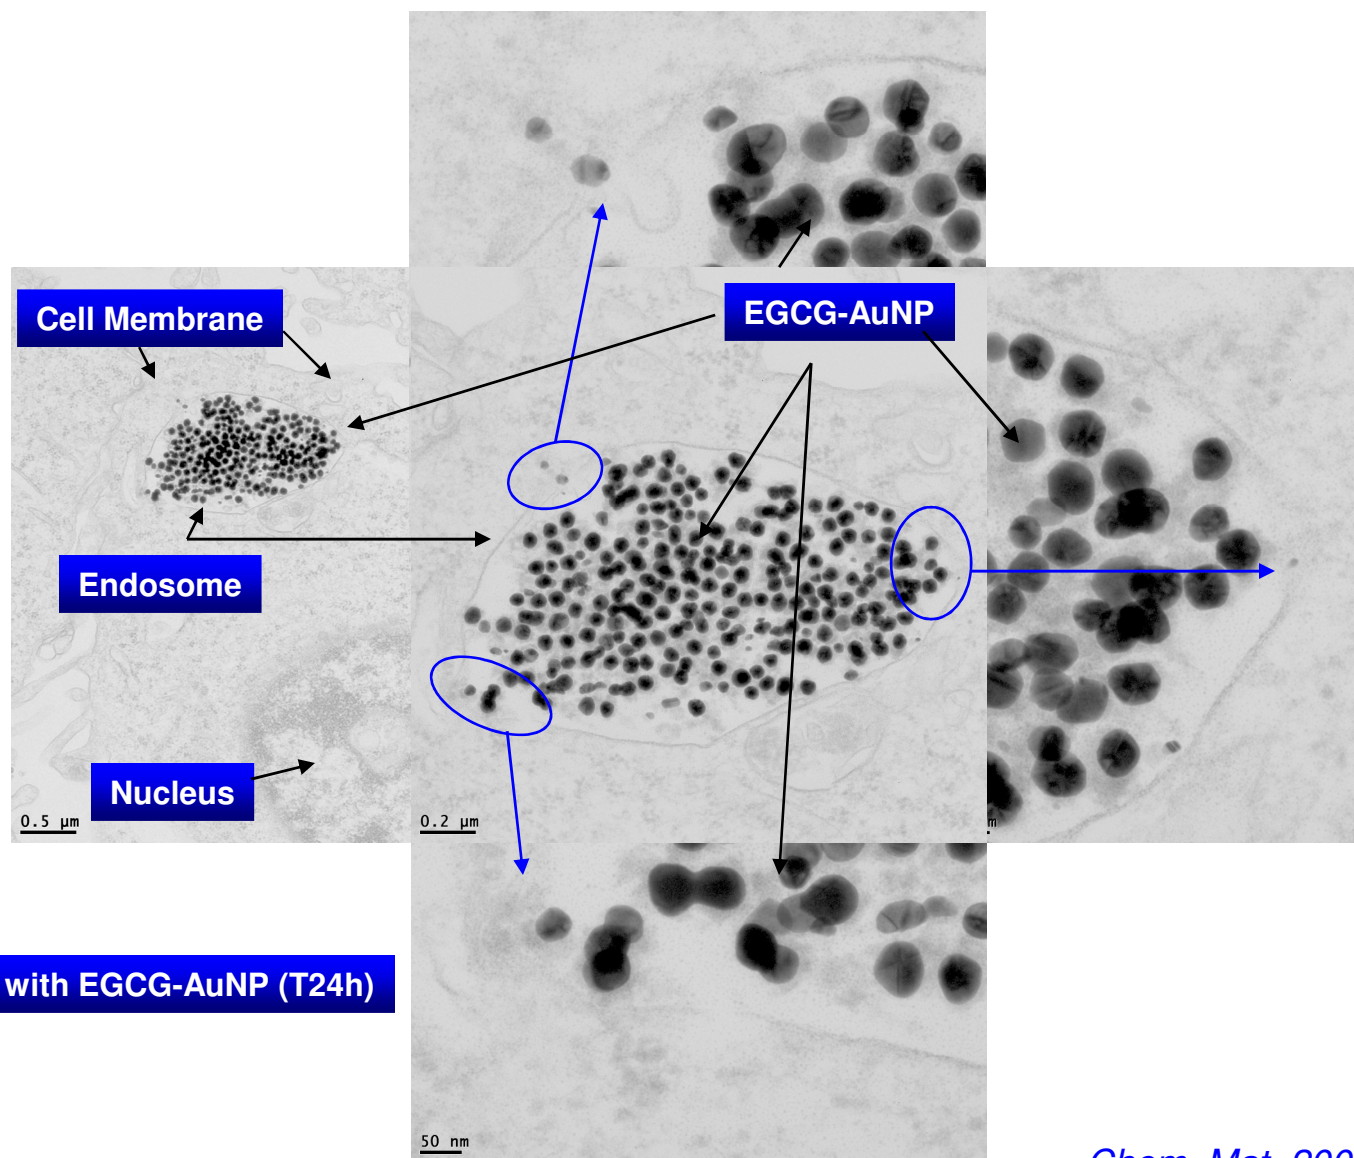 Cell Membrane
EGCG-AuNP
Endosome
Nucleus
0.5 µm
0.2 µm
with EGCG-AuNP (T24h)
50 nm